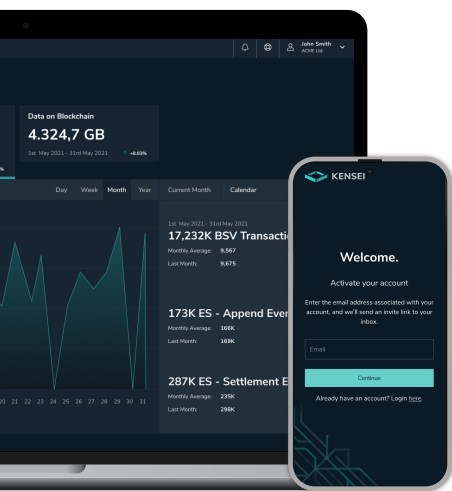 John Smith
ACME Ltd.
Data on Blockchain
4.324,7 GB
1st May 2021 - 31rd May 2021
+8.03%
%
Day Week Month Year
Current Month Calendar
1st May 2021 - 31rd May 2021
17,232K BSV Transacti
Monthly Average: 9,567
Last Month: 9,675
173K ES - Append Ever
Monthly Average: 166K
Last Month: 169K
287K ES - Settlement E
Monthly Average: 235K
Last Month: 298K
20 21 22 23 24 25 26 27 28 29 30 31
KENSEI
Welcome.
Activate your account
Enter the email address associated with your
account, and we'll send an invite link to your
inbox.
Email
Continue
Already have an account? Login here.